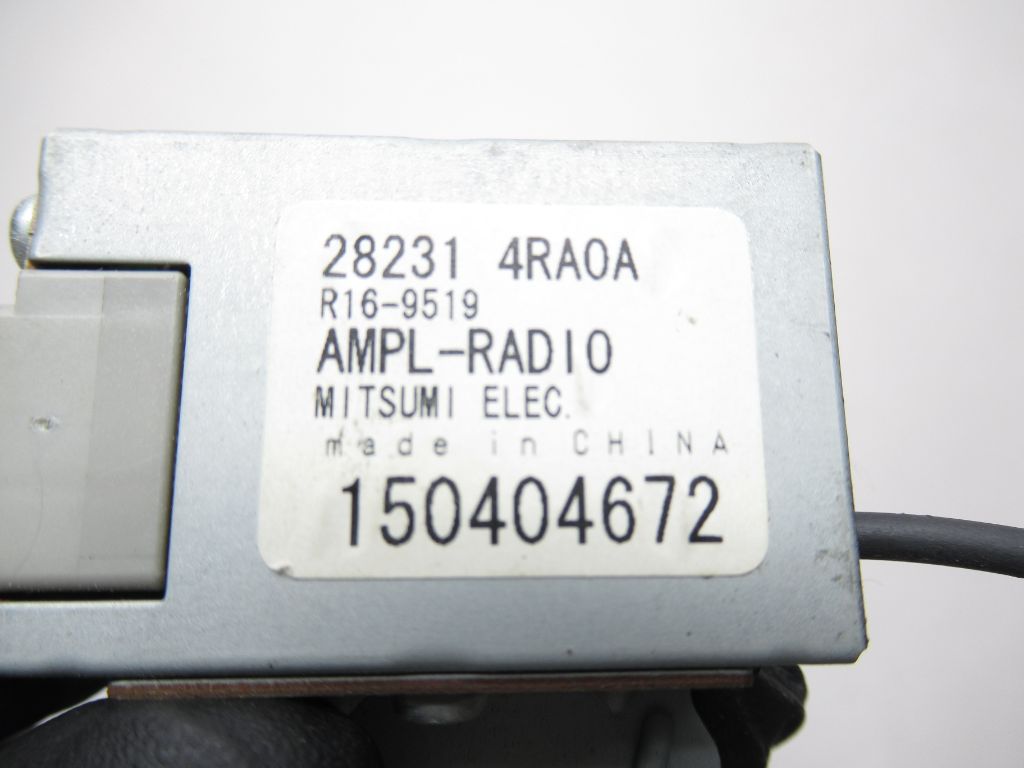 28231 4RA0A
R16-9519
AMPL-RADIO
MITSUMI ELEC.
made in CHINA
150404672